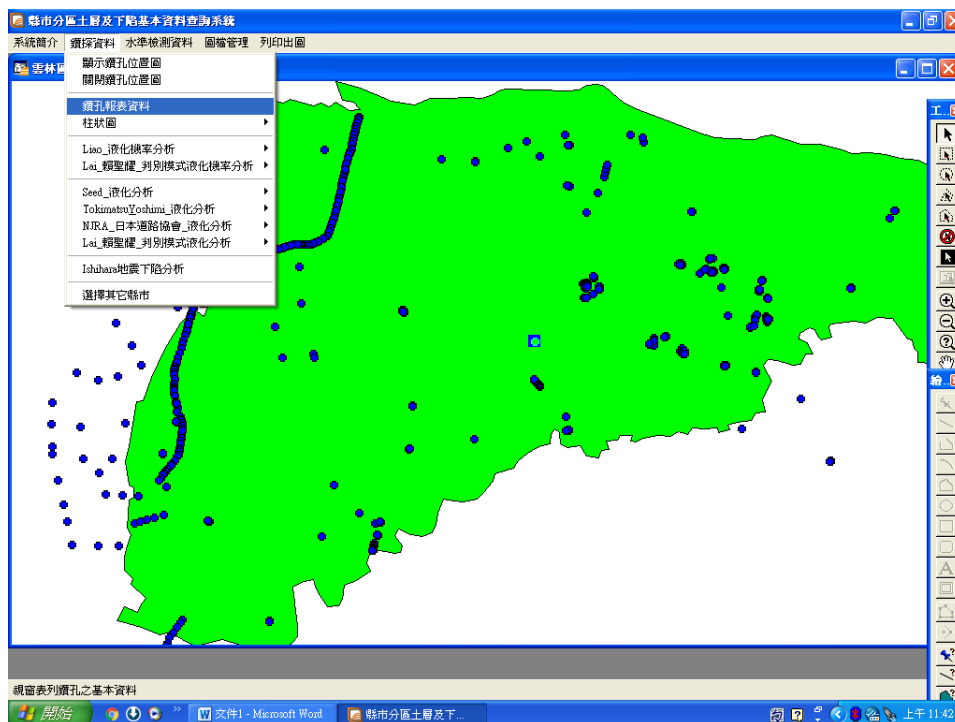 縣市分區土層及下陷基本資料查詢系統
系統簡介 鑽探資料 水準檢測資料 圖檔管理 列印出圖
雲林
顯示鑽孔位置圖
關閉鑽孔位置圖
鑽孔報表資料
柱狀圖
Liao_液化機率分析
Lai_賴聖耀_判別模式液化機率分析
Seed_液化分析
TokimatsuYoshimi_液化分析
NJRA_日本道路協會_液化分析
Lai_賴聖耀_判別模式液化分析
Ishihara地震下陷分析
選擇其它縣市
工...
繪...
視窗表列鑽孔之基本資料
開始
文件1 - Microsoft Word
縣市分區土層及下...
上午 11:42